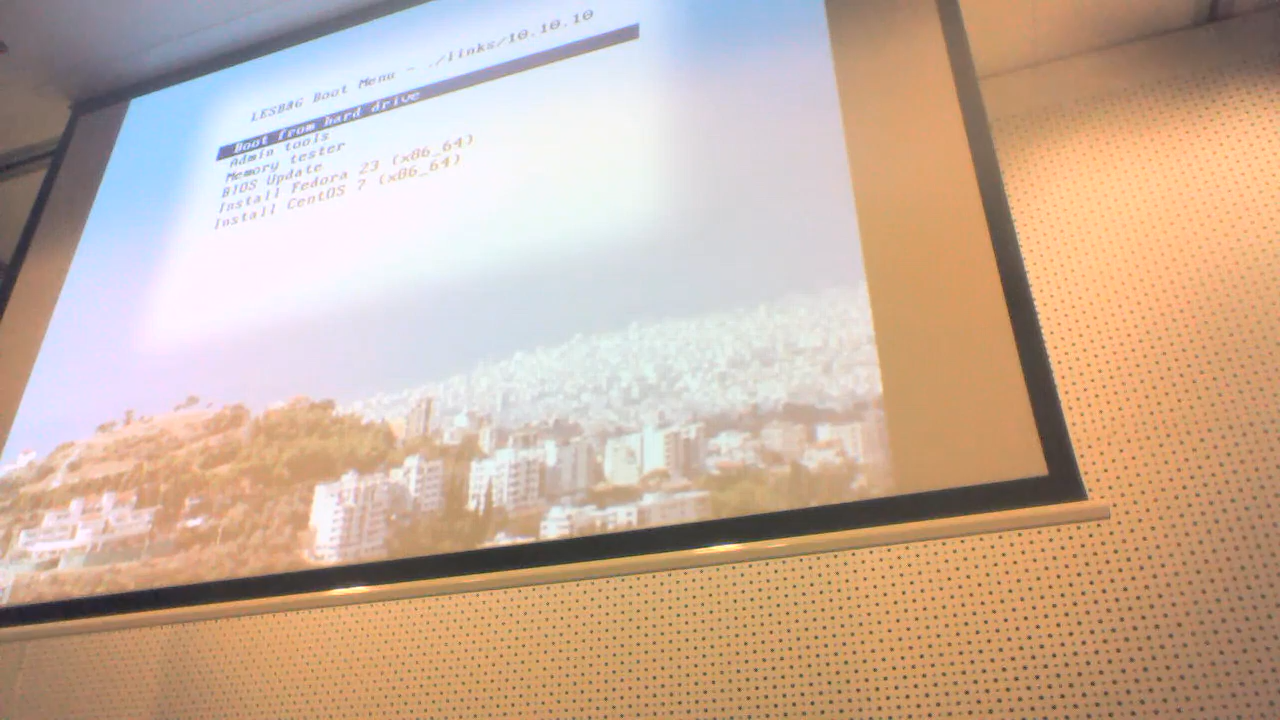 LESBG Boot Menu - ./links/10.10.10
Boot from hard drive
Admin tools
Memory tester
BIOS Update
Install Fedora 23 (x86_64)
Install CentOS 7 (x86_64)